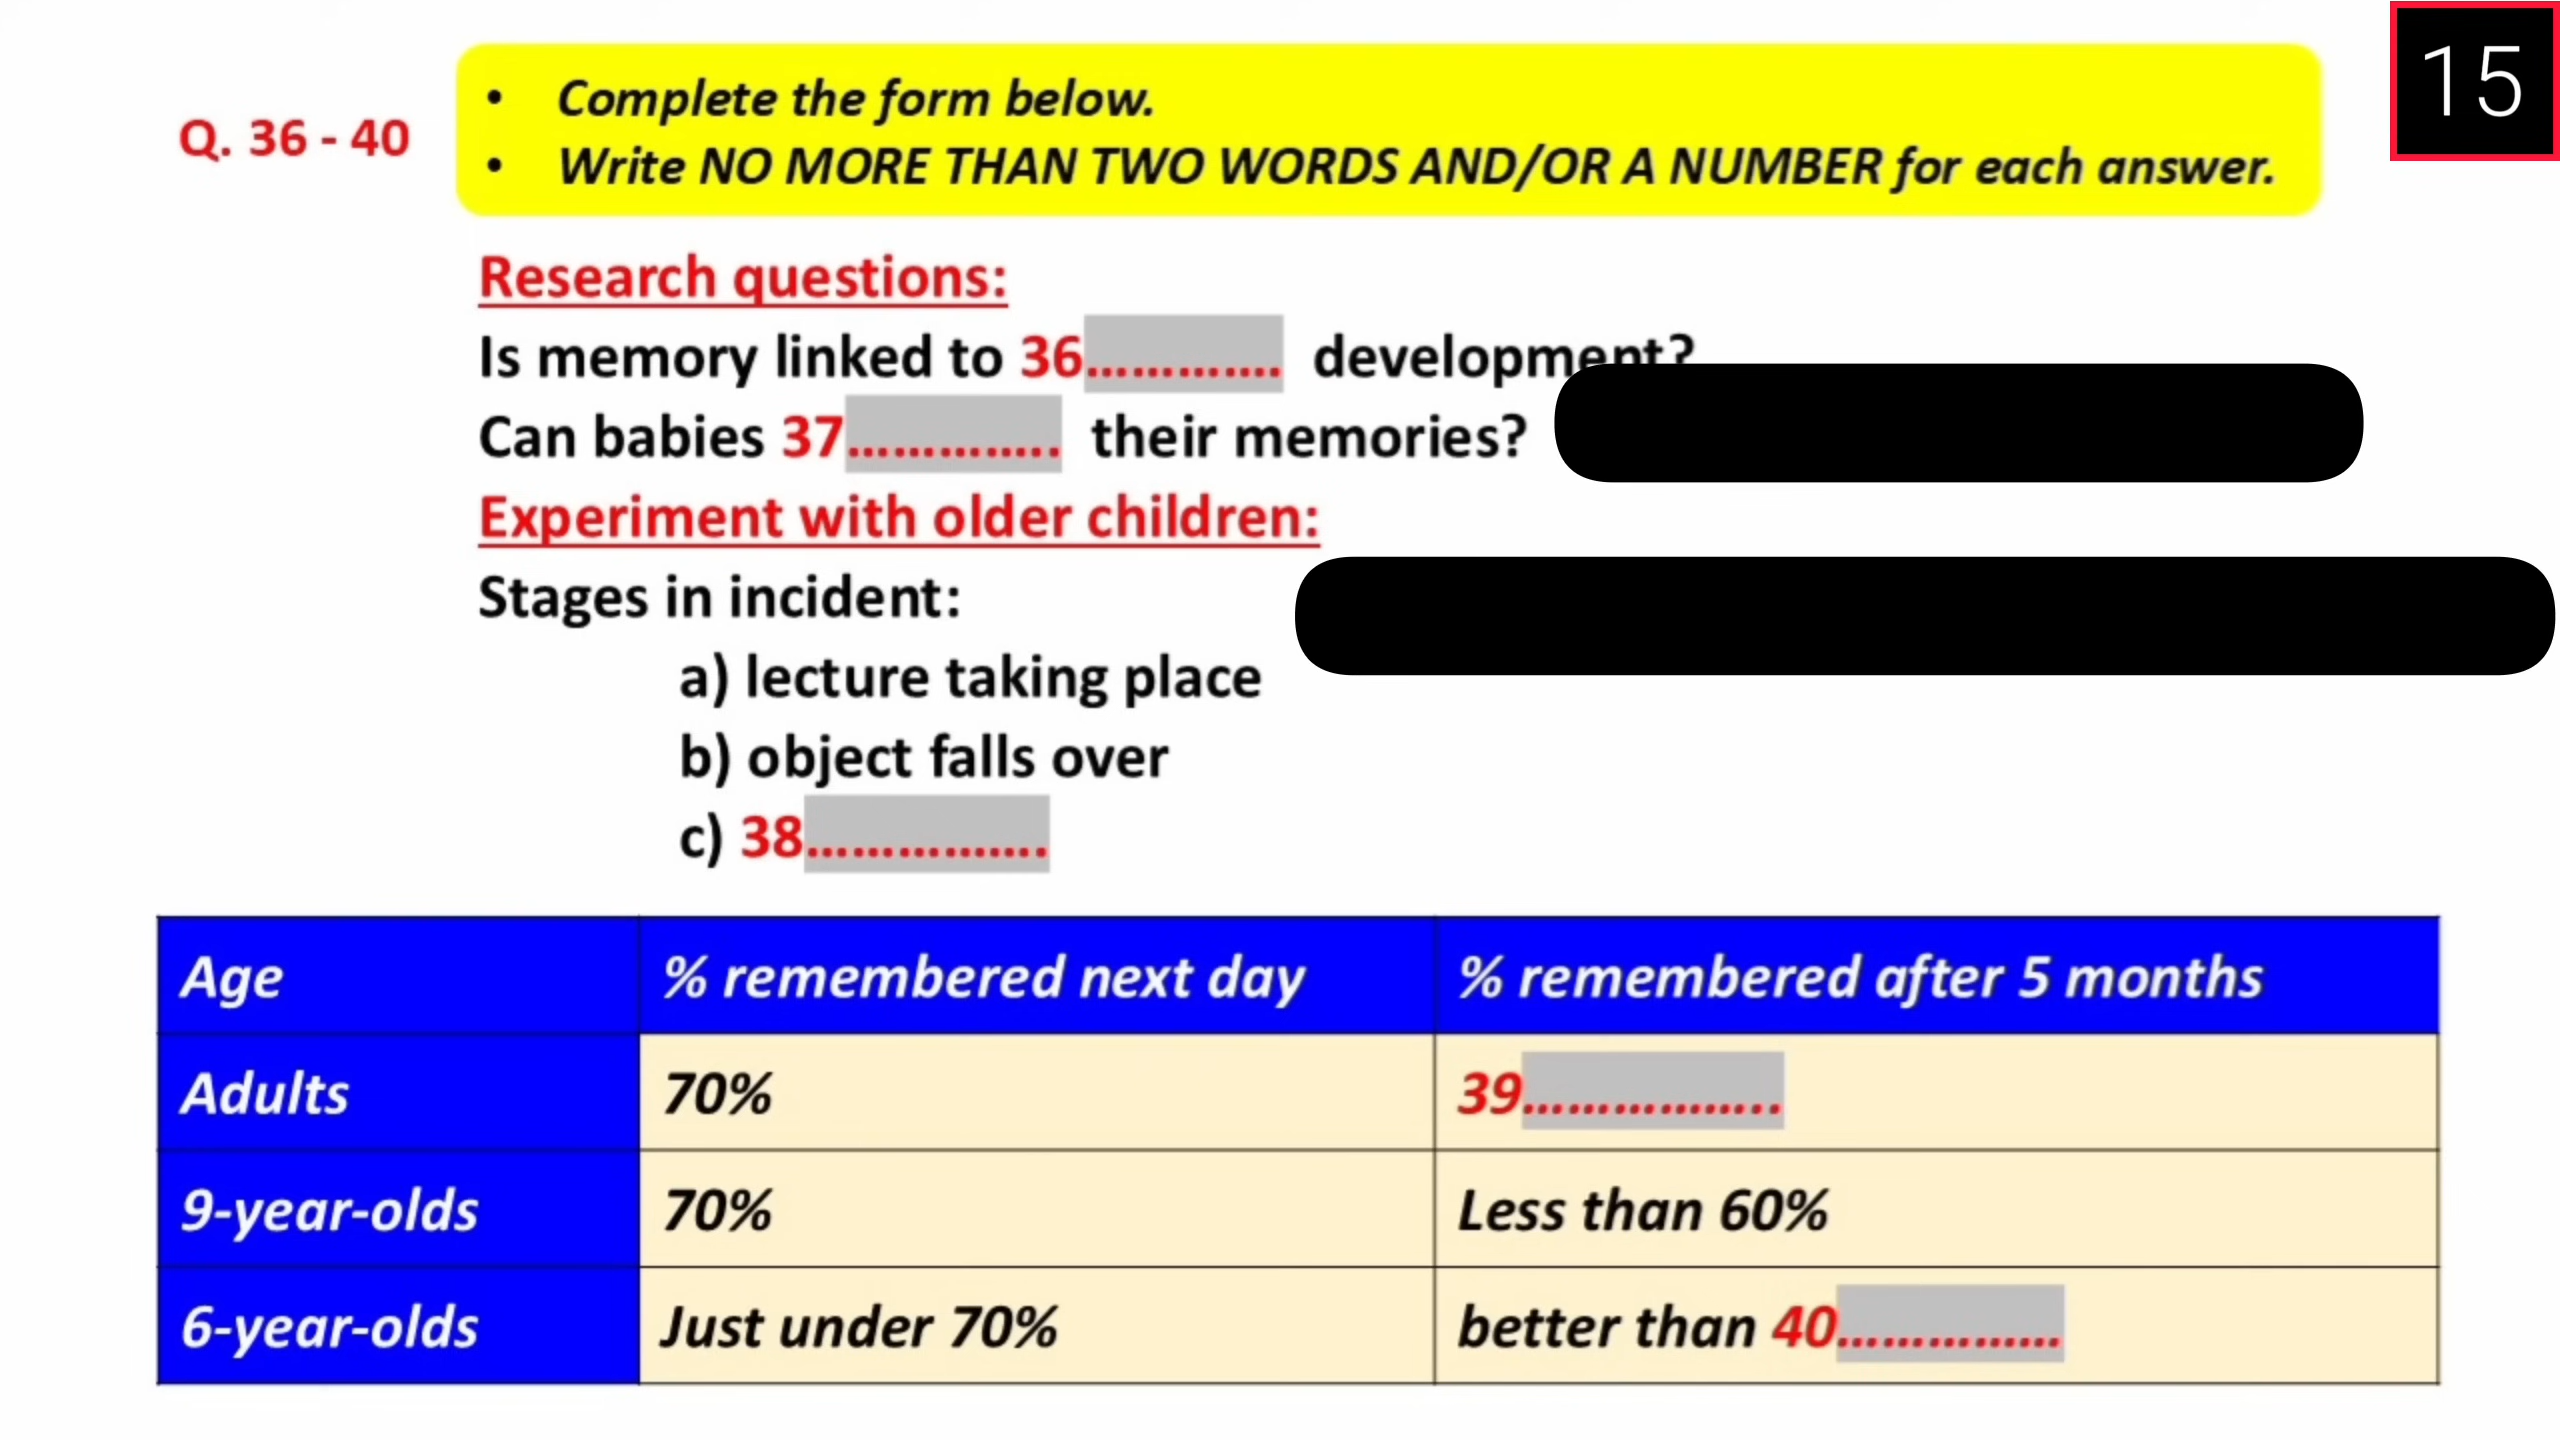 15
Q. 36 - 40
• Complete the form below.
• Write NO MORE THAN TWO WORDS AND/OR A NUMBER for each answer.
Research questions:
Is memory linked to 36............. development?
Can babies 37.............. their memories?
Experiment with older children:
Stages in incident:
a) lecture taking place
b) object falls over
c) 38................
Age % remembered next day % remembered after 5 months
Adults 70% 39.................
9-year-olds 70% Less than 60%
6-year-olds Just under 70% better than 40...............